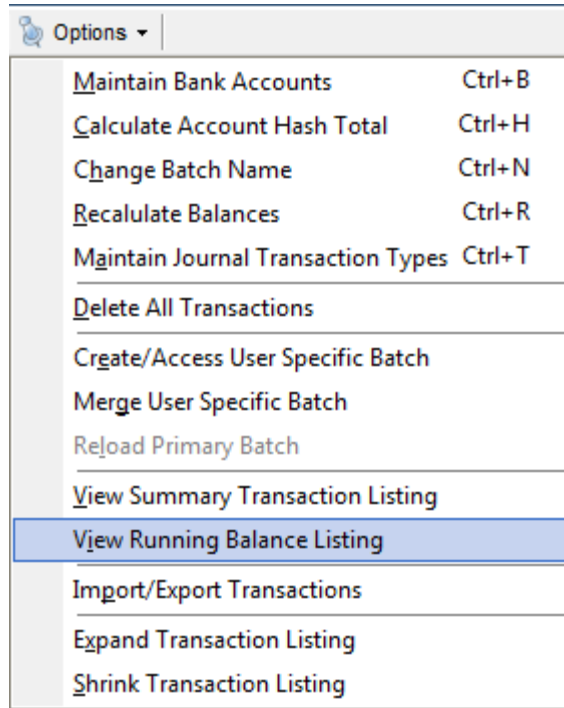 Options
Maintain Bank Accounts Ctrl+B
Calculate Account Hash Total Ctrl+H
Change Batch Name Ctrl+N
Recalulate Balances Ctrl+R
Maintain Journal Transaction Types Ctrl+T
Delete All Transactions
Create/Access User Specific Batch
Merge User Specific Batch
Reload Primary Batch
View Summary Transaction Listing
View Running Balance Listing
Import/Export Transactions
Expand Transaction Listing
Shrink Transaction Listing